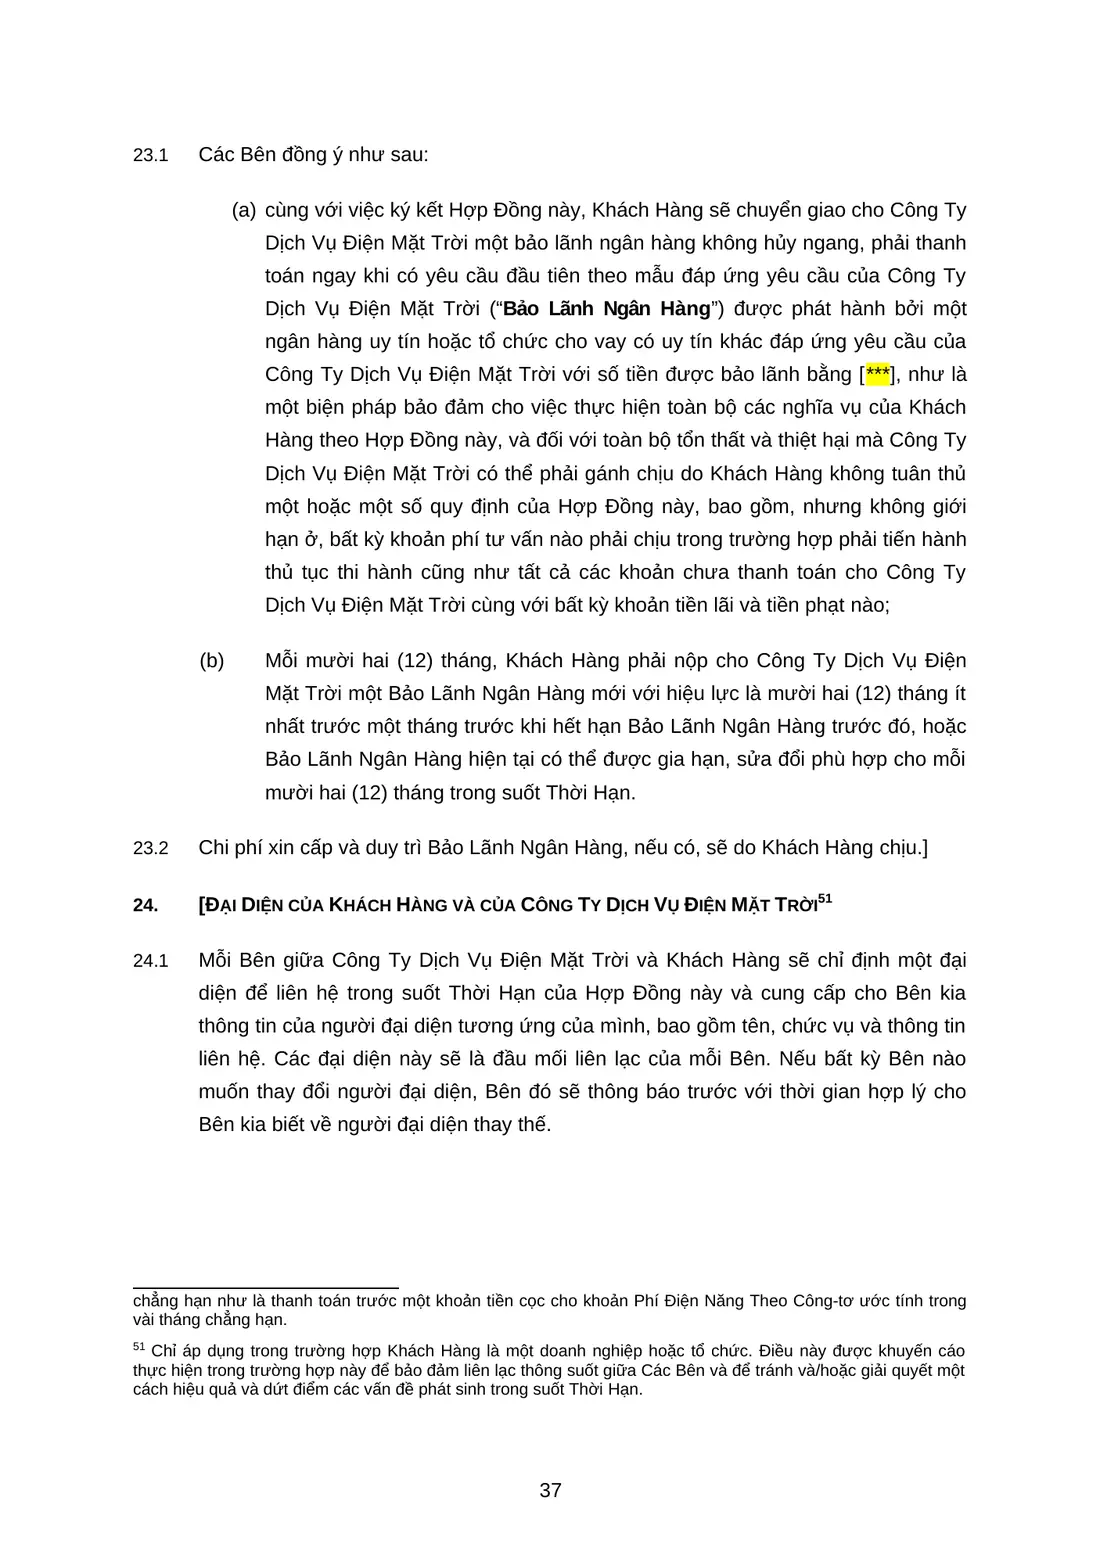 23.1 Các Bên đồng ý như sau:
(a) cùng với việc ký kết Hợp Đồng này, Khách Hàng sẽ chuyển giao cho Công Ty
Dịch Vụ Điện Mặt Trời một bảo lãnh ngân hàng không hủy ngang, phải thanh
toán ngay khi có yêu cầu đầu tiên theo mẫu đáp ứng yêu cầu của Công Ty
Dịch Vụ Điện Mặt Trời (“Bảo Lãnh Ngân Hàng”) được phát hành bởi một
ngân hàng uy tín hoặc tổ chức cho vay có uy tín khác đáp ứng yêu cầu của
Công Ty Dịch Vụ Điện Mặt Trời với số tiền được bảo lãnh bằng [***], như là
một biện pháp bảo đảm cho việc thực hiện toàn bộ các nghĩa vụ của Khách
Hàng theo Hợp Đồng này, và đối với toàn bộ tổn thất và thiệt hại mà Công Ty
Dịch Vụ Điện Mặt Trời có thể phải gánh chịu do Khách Hàng không tuân thủ
một hoặc một số quy định của Hợp Đồng này, bao gồm, nhưng không giới
hạn ở, bất kỳ khoản phí tư vấn nào phải chịu trong trường hợp phải tiến hành
thủ tục thi hành cũng như tất cả các khoản chưa thanh toán cho Công Ty
Dịch Vụ Điện Mặt Trời cùng với bất kỳ khoản tiền lãi và tiền phạt nào;
(b) Mỗi mười hai (12) tháng, Khách Hàng phải nộp cho Công Ty Dịch Vụ Điện
Mặt Trời một Bảo Lãnh Ngân Hàng mới với hiệu lực là mười hai (12) tháng ít
nhất trước một tháng trước khi hết hạn Bảo Lãnh Ngân Hàng trước đó, hoặc
Bảo Lãnh Ngân Hàng hiện tại có thể được gia hạn, sửa đổi phù hợp cho mỗi
mười hai (12) tháng trong suốt Thời Hạn.
23.2 Chi phí xin cấp và duy trì Bảo Lãnh Ngân Hàng, nếu có, sẽ do Khách Hàng chịu.]
24. [ĐẠI DIỆN CỦA KHÁCH HÀNG VÀ CỦA CÔNG TY DỊCH VỤ ĐIỆN MẶT TRỜI51
24.1 Mỗi Bên giữa Công Ty Dịch Vụ Điện Mặt Trời và Khách Hàng sẽ chỉ định một đại
diện để liên hệ trong suốt Thời Hạn của Hợp Đồng này và cung cấp cho Bên kia
thông tin của người đại diện tương ứng của mình, bao gồm tên, chức vụ và thông tin
liên hệ. Các đại diện này sẽ là đầu mối liên lạc của mỗi Bên. Nếu bất kỳ Bên nào
muốn thay đổi người đại diện, Bên đó sẽ thông báo trước với thời gian hợp lý cho
Bên kia biết về người đại diện thay thế.
chẳng hạn như là thanh toán trước một khoản tiền cọc cho khoản Phí Điện Năng Theo Công-tơ ước tính trong
vài tháng chẳng hạn.
51 Chỉ áp dụng trong trường hợp Khách Hàng là một doanh nghiệp hoặc tổ chức. Điều này được khuyến cáo
thực hiện trong trường hợp này để bảo đảm liên lạc thông suốt giữa Các Bên và để tránh và/hoặc giải quyết một
cách hiệu quả và dứt điểm các vấn đề phát sinh trong suốt Thời Hạn.
37